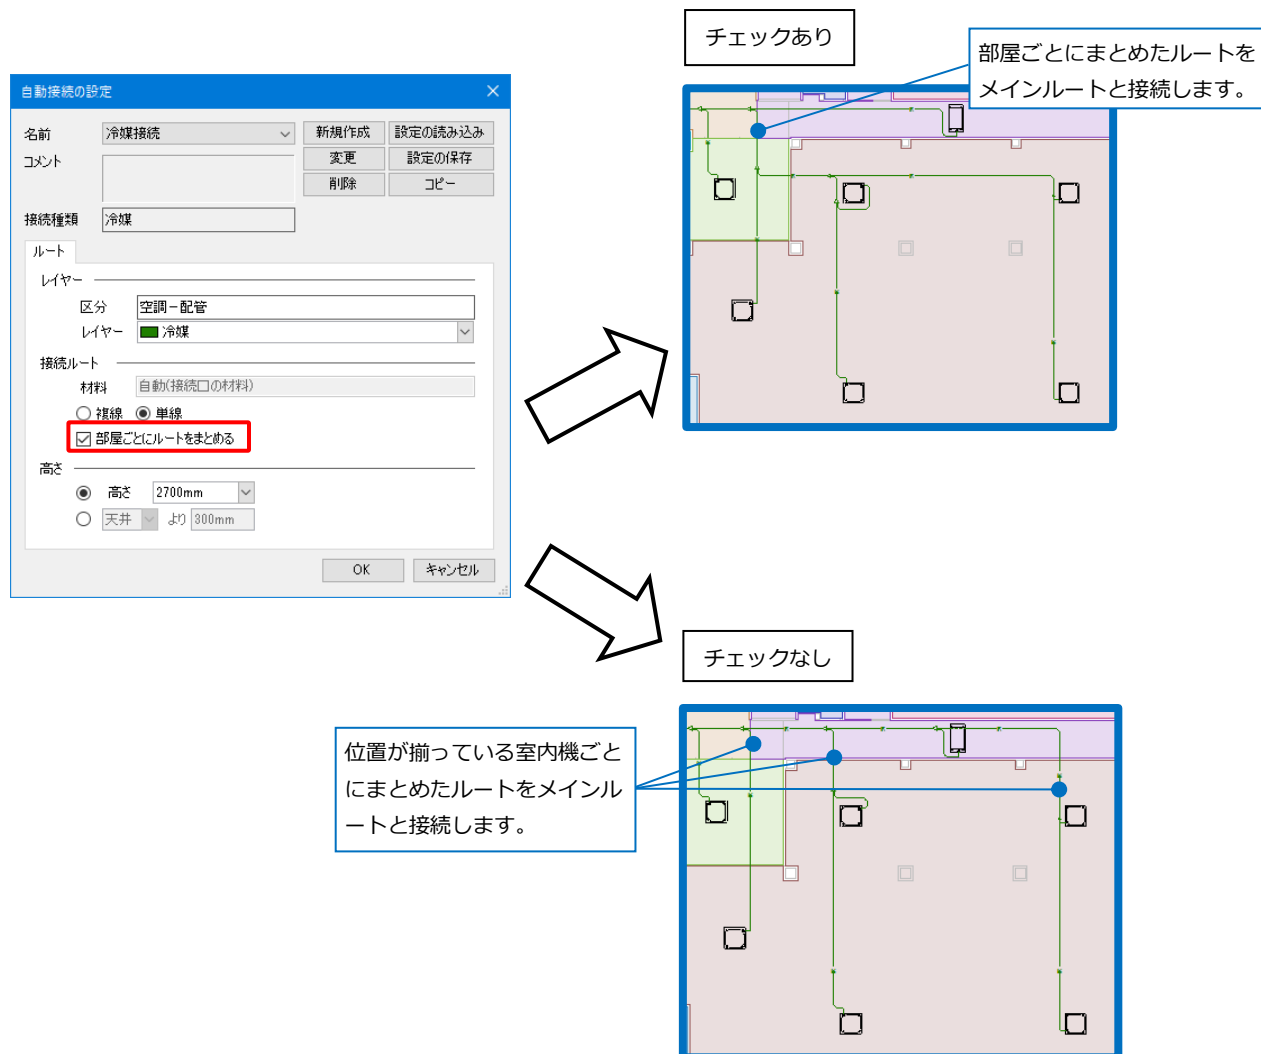 チェックあり
部屋ごとにまとめたルートを
メインルートと接続します。
自動接続の設定
名前
冷媒接続
新規作成
設定の読み込み
コメント
変更
設定の保存
削除
コピー
接続種類
冷媒
ルート
レイヤー
区分
空調－配管
レイヤー
冷媒
接続ルート
材料
自動(接続口の材料)
複線
単線
部屋ごとにルートをまとめる
高さ
高さ
2700mm
天井
より
300mm
OK
キャンセル
チェックなし
位置が揃っている室内機ごと
にまとめたルートをメインル
ートと接続します。